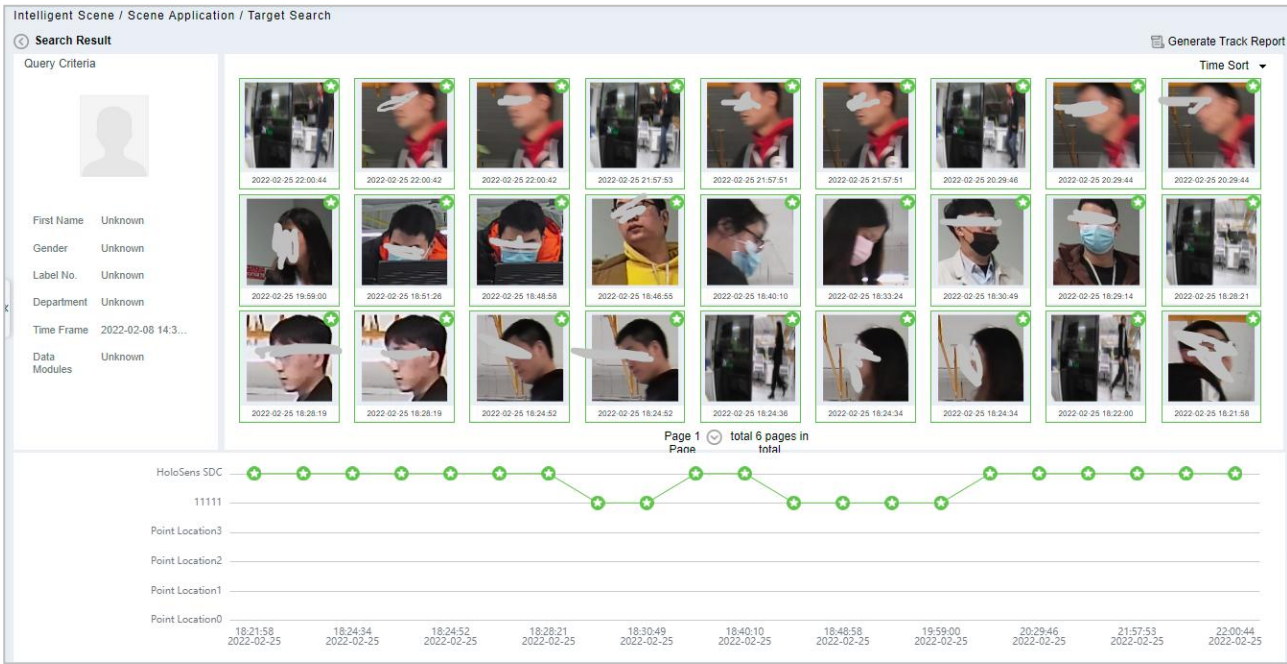 Intelligent Scene / Scene Application / Target Search
Search Result
Generate Track Report
Query Criteria
Time Sort
2022-02-25 22:00:44
2022-02-25 22:00:42
2022-02-25 22:00:42
2022-02-25 21:57:53
2022-02-25 21:57:51
2022-02-25 21:57:51
2022-02-25 20:29:46
2022-02-25 20:29:44
2022-02-25 20:29:44
First Name Unknown
Gender Unknown
Label No. Unknown
Department Unknown
Time Frame 2022-02-08 14:3...
Data Modules Unknown
2022-02-25 19:59:00
2022-02-25 18:51:26
2022-02-25 18:48:58
2022-02-25 18:46:55
2022-02-25 18:40:10
2022-02-25 18:33:24
2022-02-25 18:30:49
2022-02-25 18:29:14
2022-02-25 18:28:21
2022-02-25 18:28:19
2022-02-25 18:28:19
2022-02-25 18:24:52
2022-02-25 18:24:52
2022-02-25 18:24:36
2022-02-25 18:24:34
2022-02-25 18:24:34
2022-02-25 18:22:00
2022-02-25 18:21:58
Page 1 total 6 pages in
Page total
HoloSens SDC
11111
Point Location3
Point Location2
Point Location1
Point Location0
18:21:58 18:24:34 18:24:52 18:28:21 18:30:49 18:40:10 18:48:58 19:59:00 20:29:46 21:57:53 22:00:44
2022-02-25 2022-02-25 2022-02-25 2022-02-25 2022-02-25 2022-02-25 2022-02-25 2022-02-25 2022-02-25 2022-02-25 2022-02-25